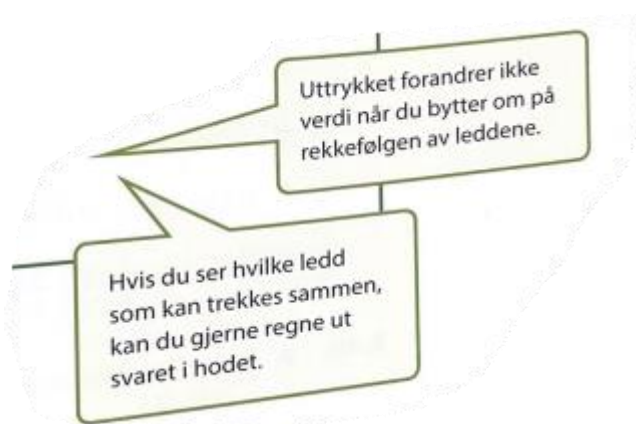 Uttrykket forandrer ikke
verdi når du bytter om på
rekkefølgen av leddene.
Hvis du ser hvilke ledd
som kan trekkes sammen,
kan du gjerne regne ut
svaret i hodet.